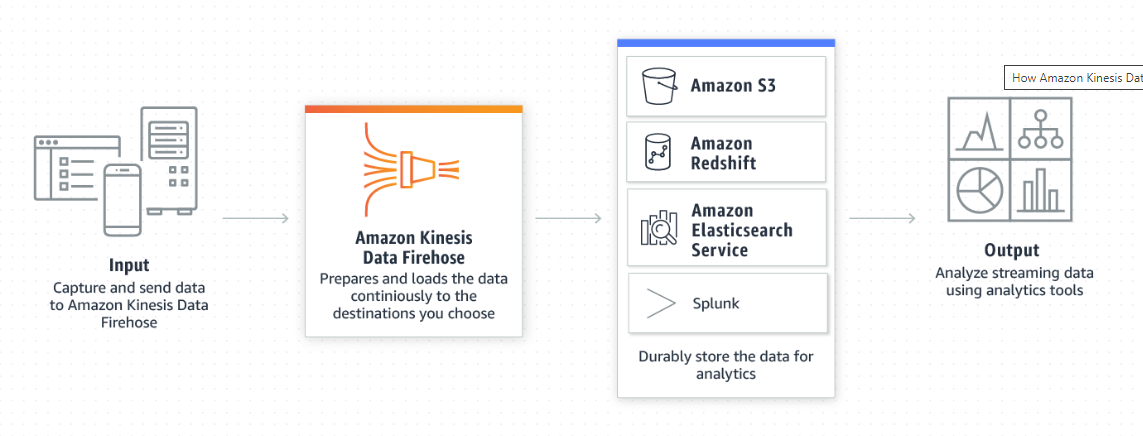 Input
Capture and send data
to Amazon Kinesis Data
Firehose
Amazon Kinesis
Data Firehose
Prepares and loads the data
continiously to the
destinations you choose
Amazon S3
Amazon
Redshift
Amazon
Elasticsearch
Service
Splunk
Durably store the data for
analytics
How Amazon Kinesis Dat
Output
Analyze streaming data
using analytics tools